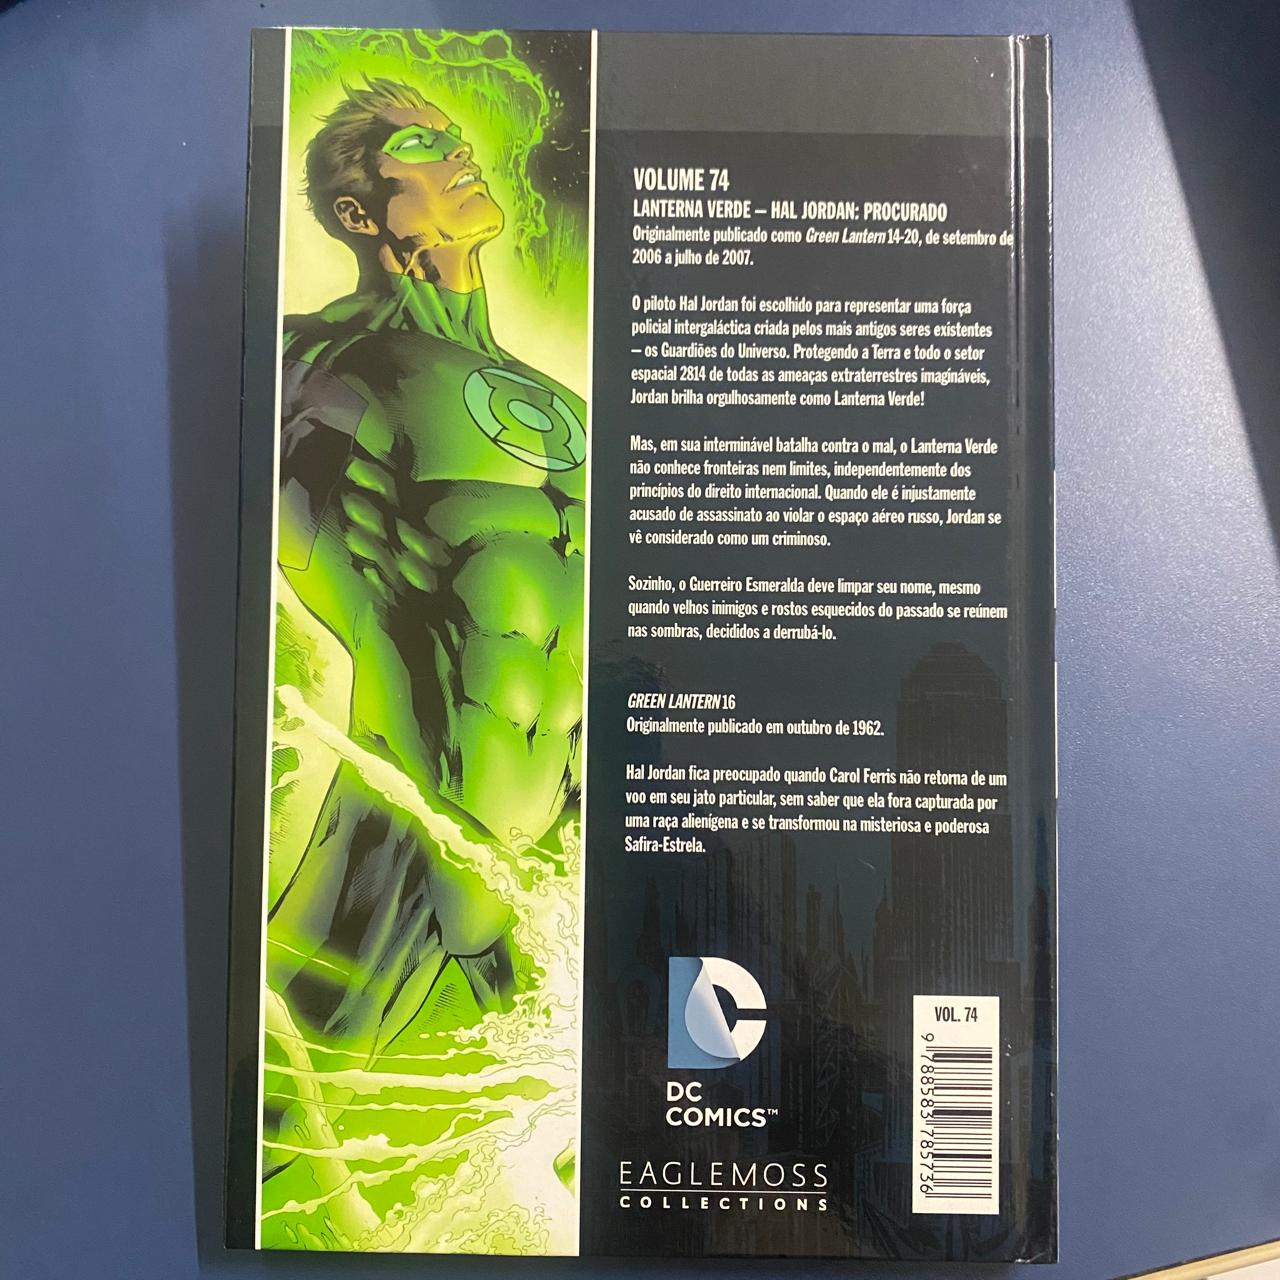 VOLUME 74
LANTERNA VERDE – HAL JORDAN: PROCURADO
Originalmente publicado como Green Lantern 14-20, de setembro de
2006 a julho de 2007.
O piloto Hal Jordan foi escolhido para representar uma força
policial intergaláctica criada pelos mais antigos seres existentes
– os Guardiões do Universo. Protegendo a Terra e todo o setor
espacial 2814 de todas as ameaças extraterrestres imagináveis,
Jordan brilha orgulhosamente como Lanterna Verde!
Mas, em sua interminável batalha contra o mal, o Lanterna Verde
não conhece fronteiras nem limites, independentemente dos
princípios do direito internacional. Quando ele é injustamente
acusado de assassinato ao violar o espaço aéreo russo, Jordan se
vê considerado como um criminoso.
Sozinho, o Guerreiro Esmeralda deve limpar seu nome, mesmo
quando velhos inimigos e rostos esquecidos do passado se reúnem
nas sombras, decididos a derrubá-lo.
GREEN LANTERN 16
Originalmente publicado em outubro de 1962.
Hal Jordan fica preocupado quando Carol Ferris não retorna de um
voo em seu jato particular, sem saber que ela fora capturada por
uma raça alienígena e se transformou na misteriosa e poderosa
Safira-Estrela.
DC
COMICS™
EAGLEMOSS
COLLECTIONS
VOL. 74
9 788583 785736